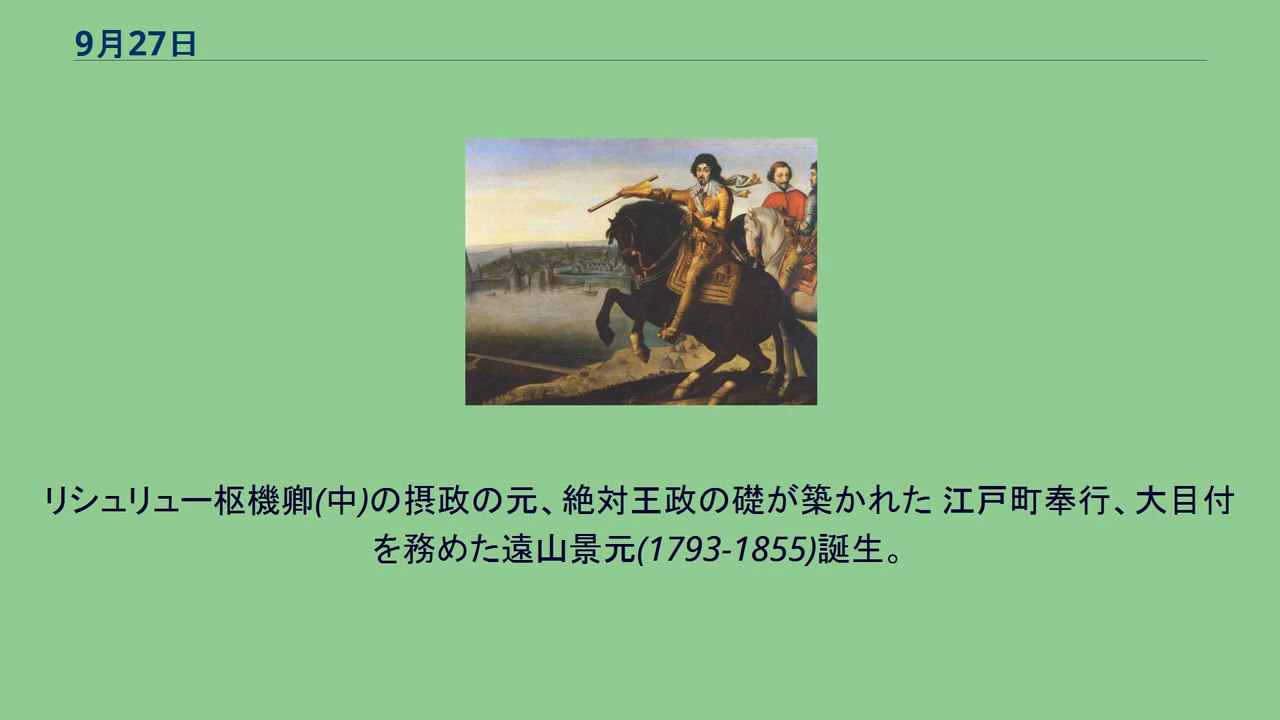 9月27日
リシュリュー枢機卿(中)の摂政の元、絶対王政の礎が築かれた 江戸町奉行、大目付
を務めた遠山景元(1793-1855)誕生。